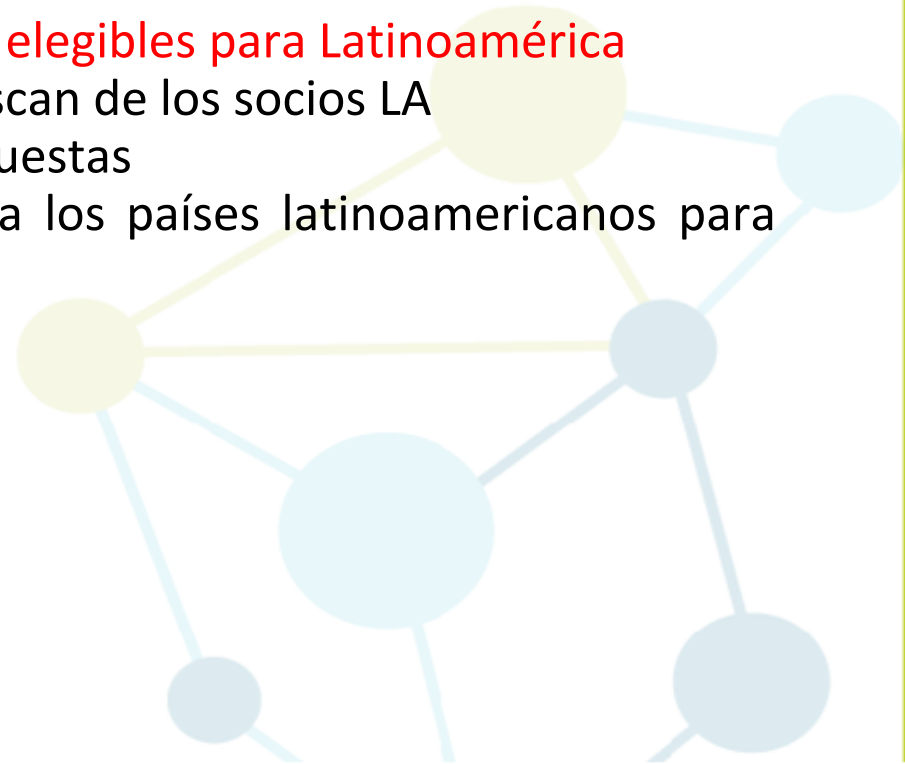 elegibles para Latinoamérica
scan de los socios LA
uestas
a los países latinoamericanos para